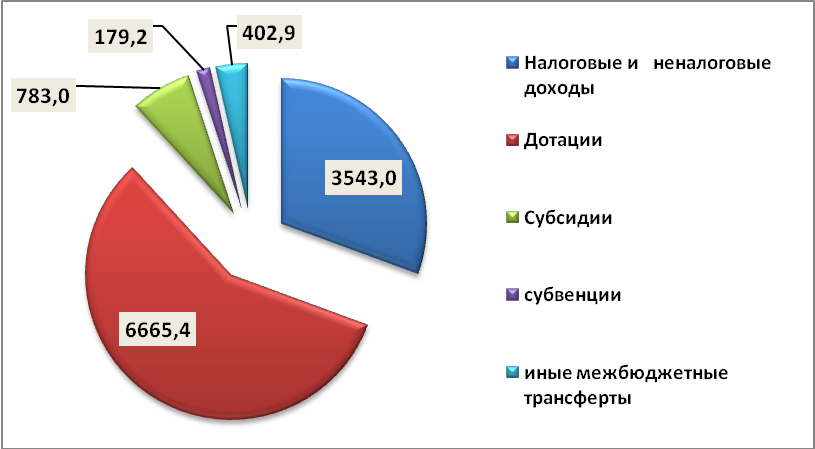 402,9
179,2
783,0
3543,0
6665,4
Налоговые и неналоговые
доходы
Дотации
Субсидии
субвенции
иные межбюджетные
трансферты